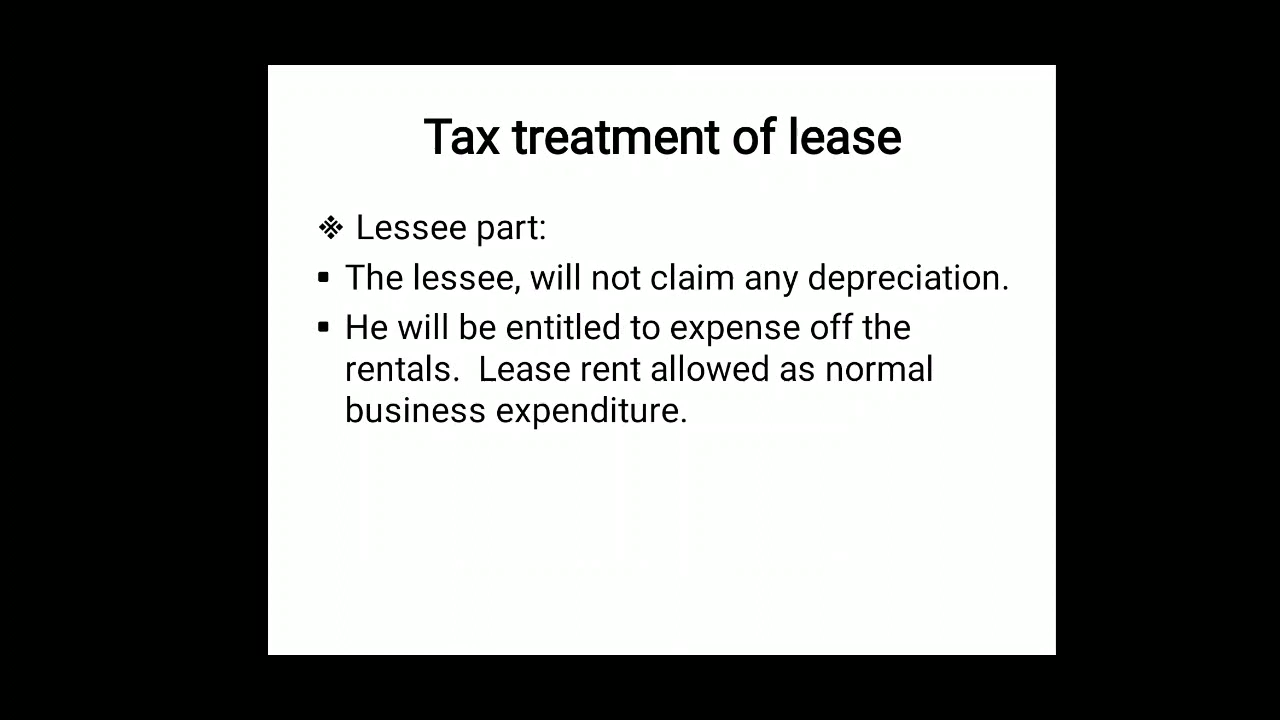 Tax treatment of lease
❖ Lessee part:
▪ The lessee, will not claim any depreciation.
▪ He will be entitled to expense off the
rentals.  Lease rent allowed as normal
business expenditure.